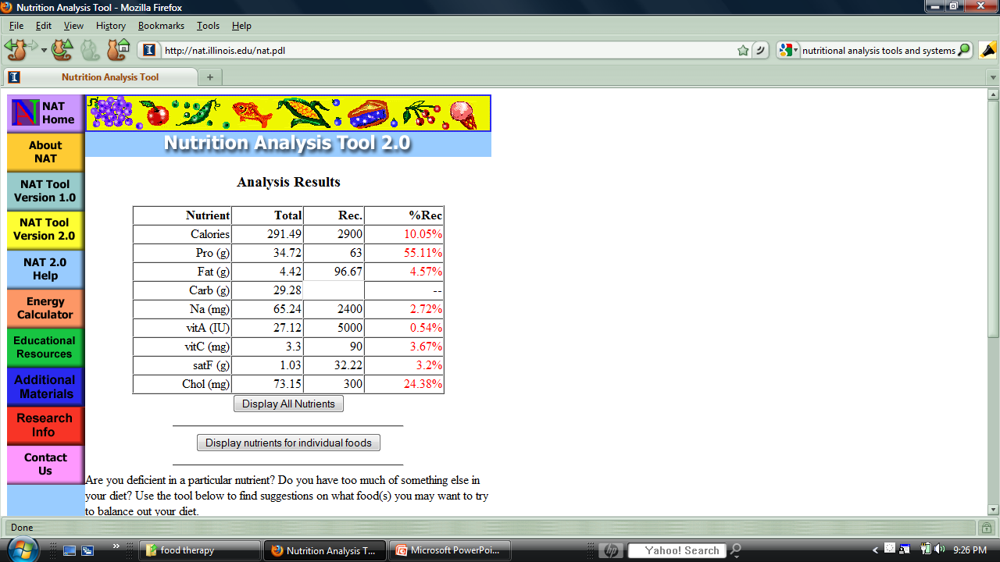 Nutrition Analysis Tool - Mozilla Firefox
File Edit View History Bookmarks Tools Help
http://nat.illinois.edu/nat.pdl
nutritional analysis tools and systems
Nutrition Analysis Tool
NAT Home
About NAT
NAT Tool Version 1.0
NAT Tool Version 2.0
NAT 2.0 Help
Energy Calculator
Educational Resources
Additional Materials
Research Info
Contact Us
Nutrition Analysis Tool 2.0
Analysis Results
Nutrient Total Rec. %Rec
Calories 291.49 2900 10.05%
Pro (g) 34.72 63 55.11%
Fat (g) 4.42 96.67 4.57%
Carb (g) 29.28 --
Na (mg) 65.24 2400 2.72%
vitA (IU) 27.12 5000 0.54%
vitC (mg) 3.3 90 3.67%
satF (g) 1.03 32.22 3.2%
Chol (mg) 73.15 300 24.38%
Display All Nutrients
Display nutrients for individual foods
Are you deficient in a particular nutrient? Do you have too much of something else in
your diet? Use the tool below to find suggestions on what food(s) you may want to try
to balance out your diet.
Done
food therapy
Nutrition Analysis T...
Microsoft PowerPoi...
hp
Yahoo! Search
9:26 PM